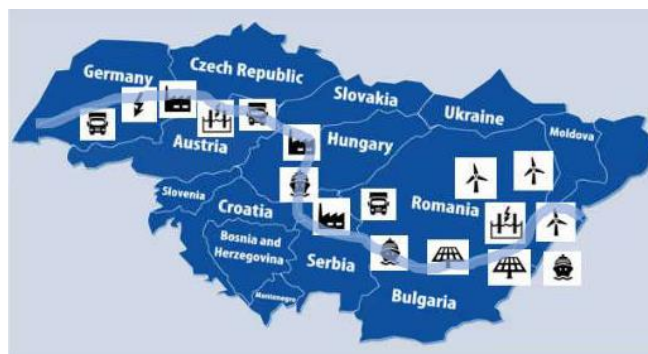 Germany
Czech Republic
Slovakia
Ukraine
Moldova
Austria
Hungary
Slovenia
Croatia
Romania
Bosnia and
Herzegovina
Serbia
Montenegro
Bulgaria